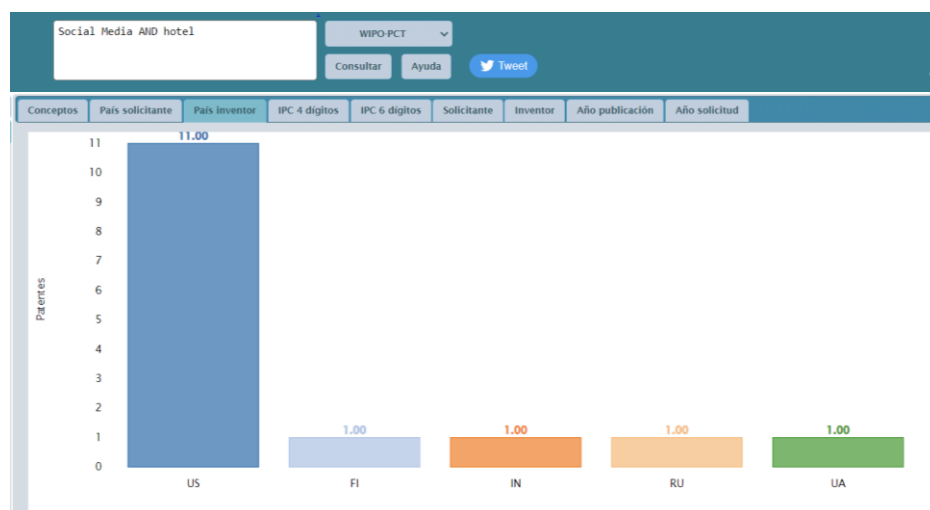 Social Media AND hotel
WIPO-PCT
Consultar Ayuda Tweet
Conceptos País solicitante País inventor IPC 4 dígitos IPC 6 dígitos Solicitante Inventor Año publicación Año solicitud
11.00
11
10
9
8
7
6
5
4
3
2
1
0
Patentes
1.00 1.00 1.00 1.00
US FI IN RU UA